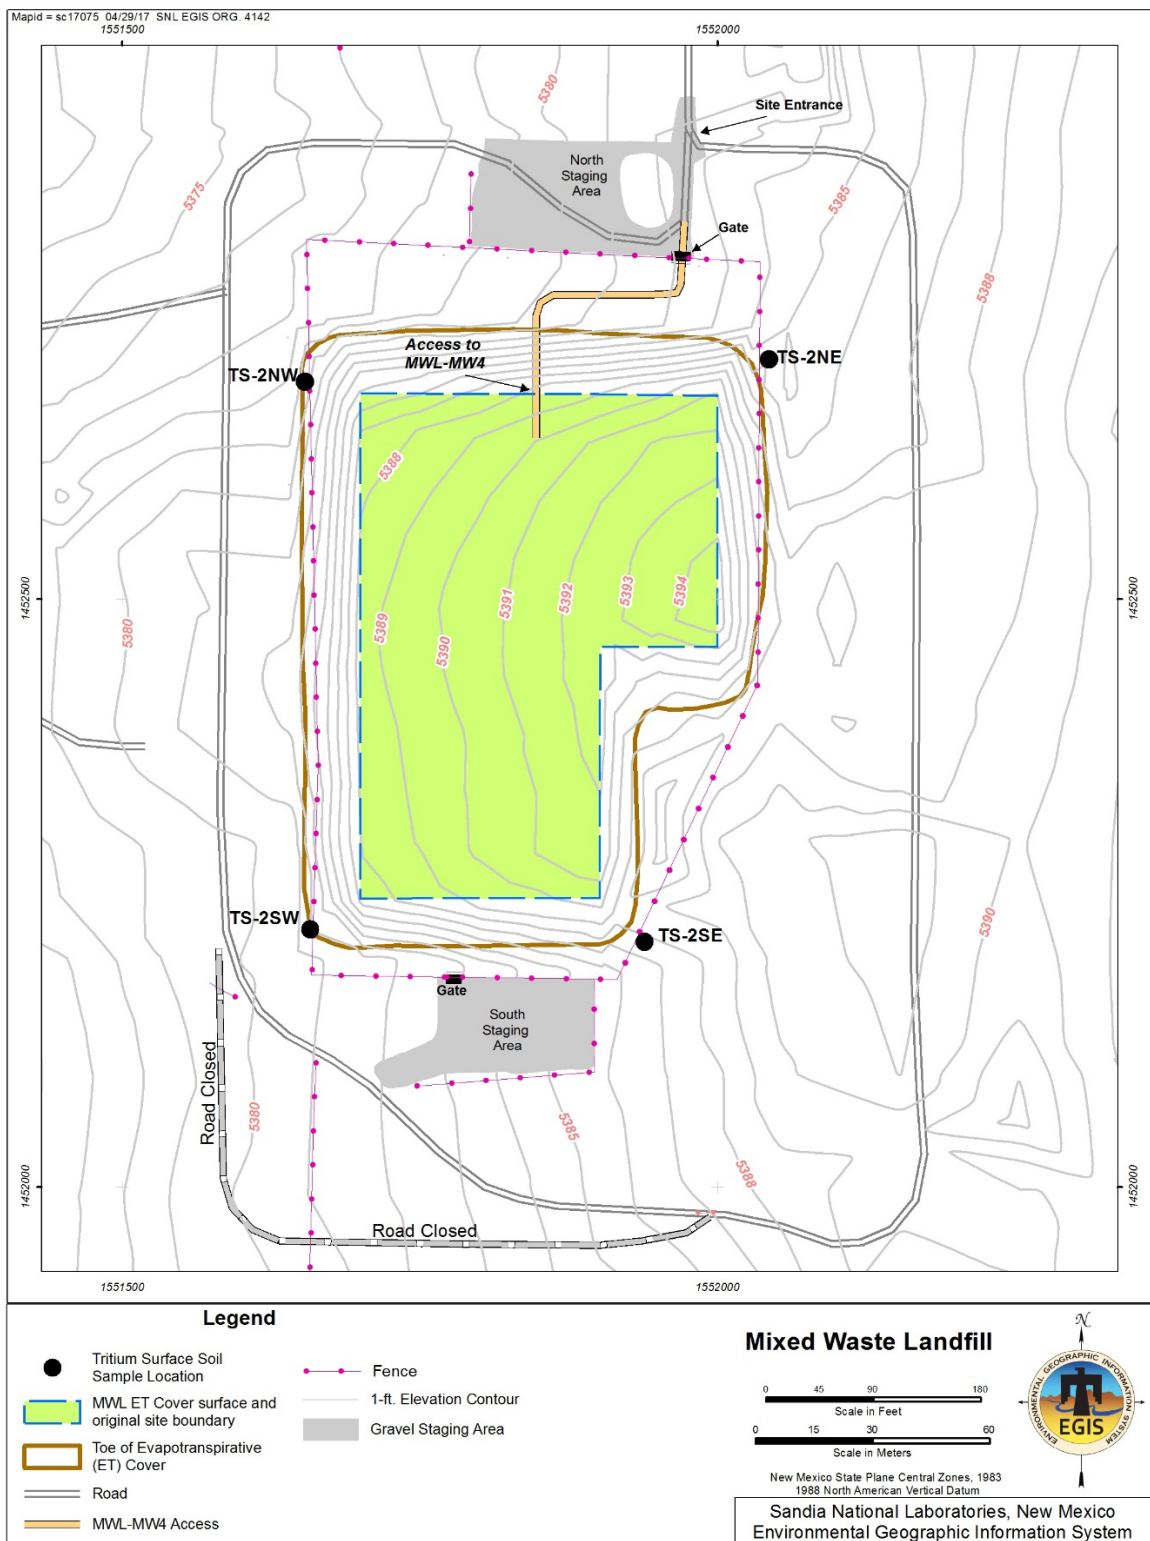 Mapid = sc17075 04/29/17 SNL EGIS ORG. 4142
1551500
1552000
5380
Site Entrance
North
Staging
Area
5375
5385
Gate
5388
Access to
MWL-MW4
TS-2NW
TS-2NE
5388
1452500
1452500
5380
5389
5390
5391
5392
5393
5394
TS-2SW
TS-2SE
5390
Gate
South
Staging
Area
Road Closed
5380
5385
5388
1452000
1452000
Road Closed
1551500
1552000
Legend
Tritium Surface Soil
Sample Location
MWL ET Cover surface and
original site boundary
Toe of Evapotranspirative
(ET) Cover
Road
MWL-MW4 Access
Fence
1-ft. Elevation Contour
Gravel Staging Area
Mixed Waste Landfill
0 45 90 180
Scale in Feet
0 15 30 60
Scale in Meters
New Mexico State Plane Central Zones, 1983
1988 North American Vertical Datum
N
ENVIRONMENTAL GEOGRAPHIC INFORMATION SYSTEM
EGIS
Sandia National Laboratories, New Mexico
Environmental Geographic Information System